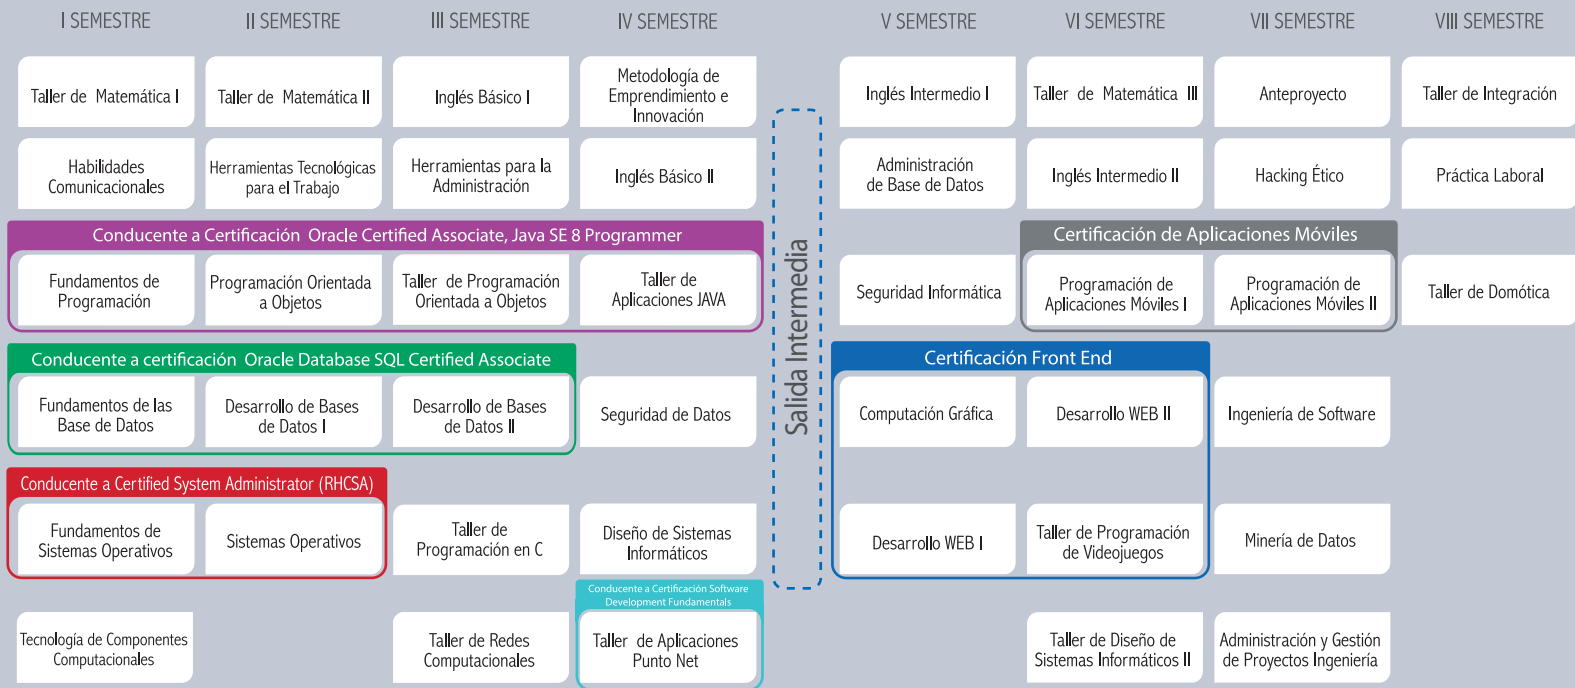 I SEMESTRE
II SEMESTRE
III SEMESTRE
IV SEMESTRE
V SEMESTRE
VI SEMESTRE
VII SEMESTRE
VIII SEMESTRE
Taller de Matemática I
Taller de Matemática II
Inglés Básico I
Metodología de
Emprendimiento e
Innovación
Inglés Intermedio I
Taller de Matemática III
Anteproyecto
Taller de Integración
Habilidades
Comunicacionales
Herramientas Tecnológicas
para el Trabajo
Herramientas para la
Administración
Inglés Básico II
Administración
de Base de Datos
Inglés Intermedio II
Hacking Ético
Práctica Laboral
Conducente a Certificación Oracle Certified Associate, Java SE 8 Programmer
Certificación de Aplicaciones Móviles
Fundamentos de
Programación
Programación Orientada
a Objetos
Taller de Programación
Orientada a Objetos
Taller de
Aplicaciones JAVA
Salida Intermedia
Seguridad Informática
Programación de
Aplicaciones Móviles I
Programación de
Aplicaciones Móviles II
Taller de Domótica
Conducente a certificación Oracle Database SQL Certified Associate
Certificación Front End
Fundamentos de las
Base de Datos
Desarrollo de Bases
de Datos I
Desarrollo de Bases
de Datos II
Seguridad de Datos
Computación Gráfica
Desarrollo WEB II
Ingeniería de Software
Conducente a Certified System Administrator (RHCSA)
Fundamentos de
Sistemas Operativos
Sistemas Operativos
Taller de
Programación en C
Diseño de Sistemas
Informáticos
Desarrollo WEB I
Taller de Programación
de Videojuegos
Minería de Datos
Conducente a Certificación Software
Development Fundamentals
Tecnología de Componentes
Computacionales
Taller de Redes
Computacionales
Taller de Aplicaciones
Punto Net
Taller de Diseño de
Sistemas Informáticos II
Administración y Gestión
de Proyectos Ingeniería